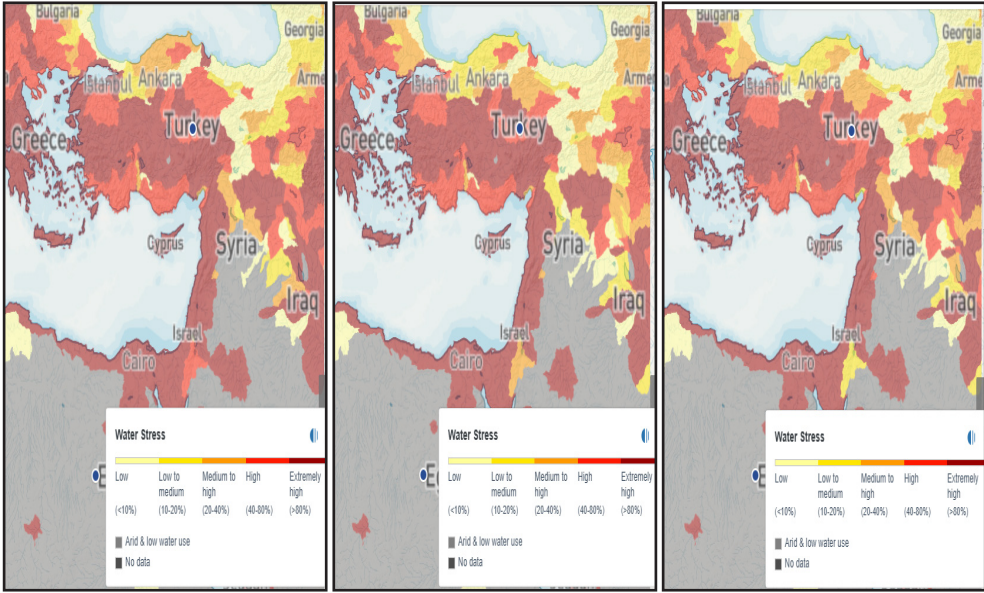 Bulgaria
Georgia
Istanbul
Ankara
Arme
Turkey
Greece
Cyprus
Syria
Iraq
Israel
Cairo
E
Water Stress
Low
Low to
medium
Medium to
high
High
Extremely
high
(<10%)
(10-20%)
(20-40%)
(40-80%)
(>80%)
Arid & low water use
No data
Bulgaria
Georgia
Istanbul
Ankara
Arme
Turkey
Greece
Cyprus
Syria
Iraq
Israel
Cairo
Eg
Water Stress
Low
Low to
medium
Medium to
high
High
Extremely
high
(<10%)
(10-20%)
(20-40%)
(40-80%)
(>80%)
Arid & low water use
No data
Bulgaria
Georgia
Istanbul
Ankara
Arme
Turkey
Greece
Cyprus
Syria
Iraq
Israel
Cairo
E
Water Stress
Low
Low to
medium
Medium to
high
High
Extremely
high
(<10%)
(10-20%)
(20-40%)
(40-80%)
(>80%)
Arid & low water use
No data